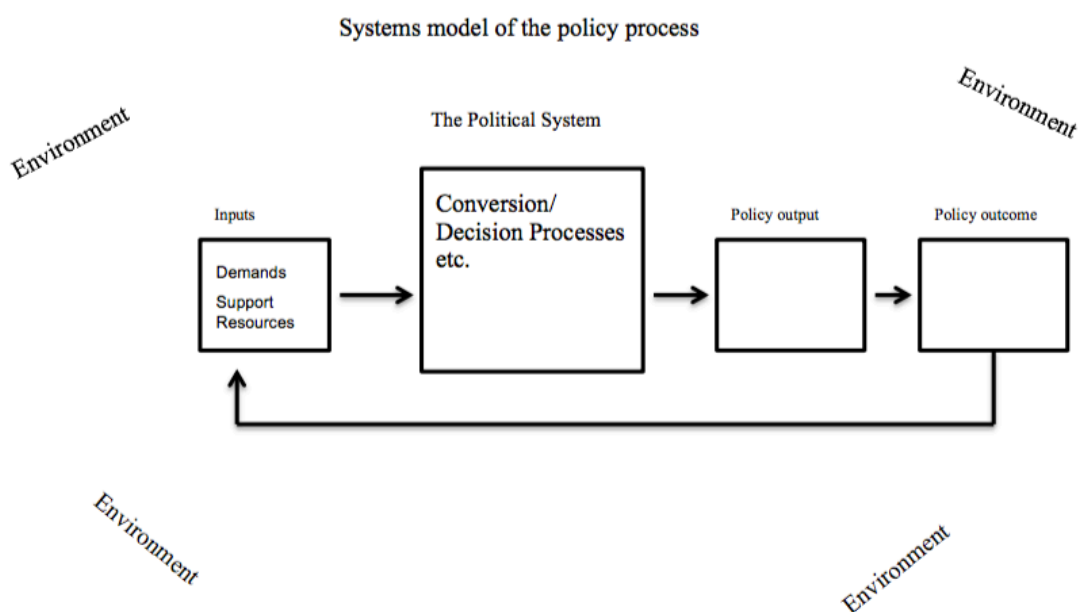 Systems model of the policy process
Environment
Environment
The Political System
Inputs
Conversion/
Decision Processes
etc.
Policy output
Policy outcome
Demands
Support
Resources
Environment
Environment